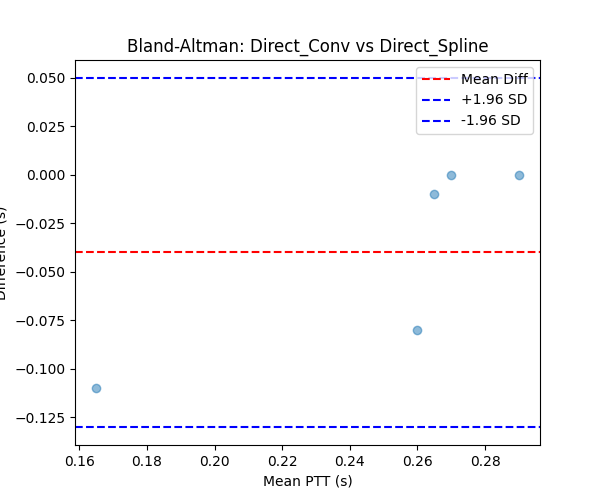 Bland-Altman: Direct_Conv vs Direct_Spline
Mean Diff
+1.96 SD
-1.96 SD
0.050
0.025
0.000
−0.025
−0.050
−0.075
−0.100
−0.125
Difference (s)
0.16
0.18
0.20
0.22
0.24
0.26
0.28
Mean PTT (s)